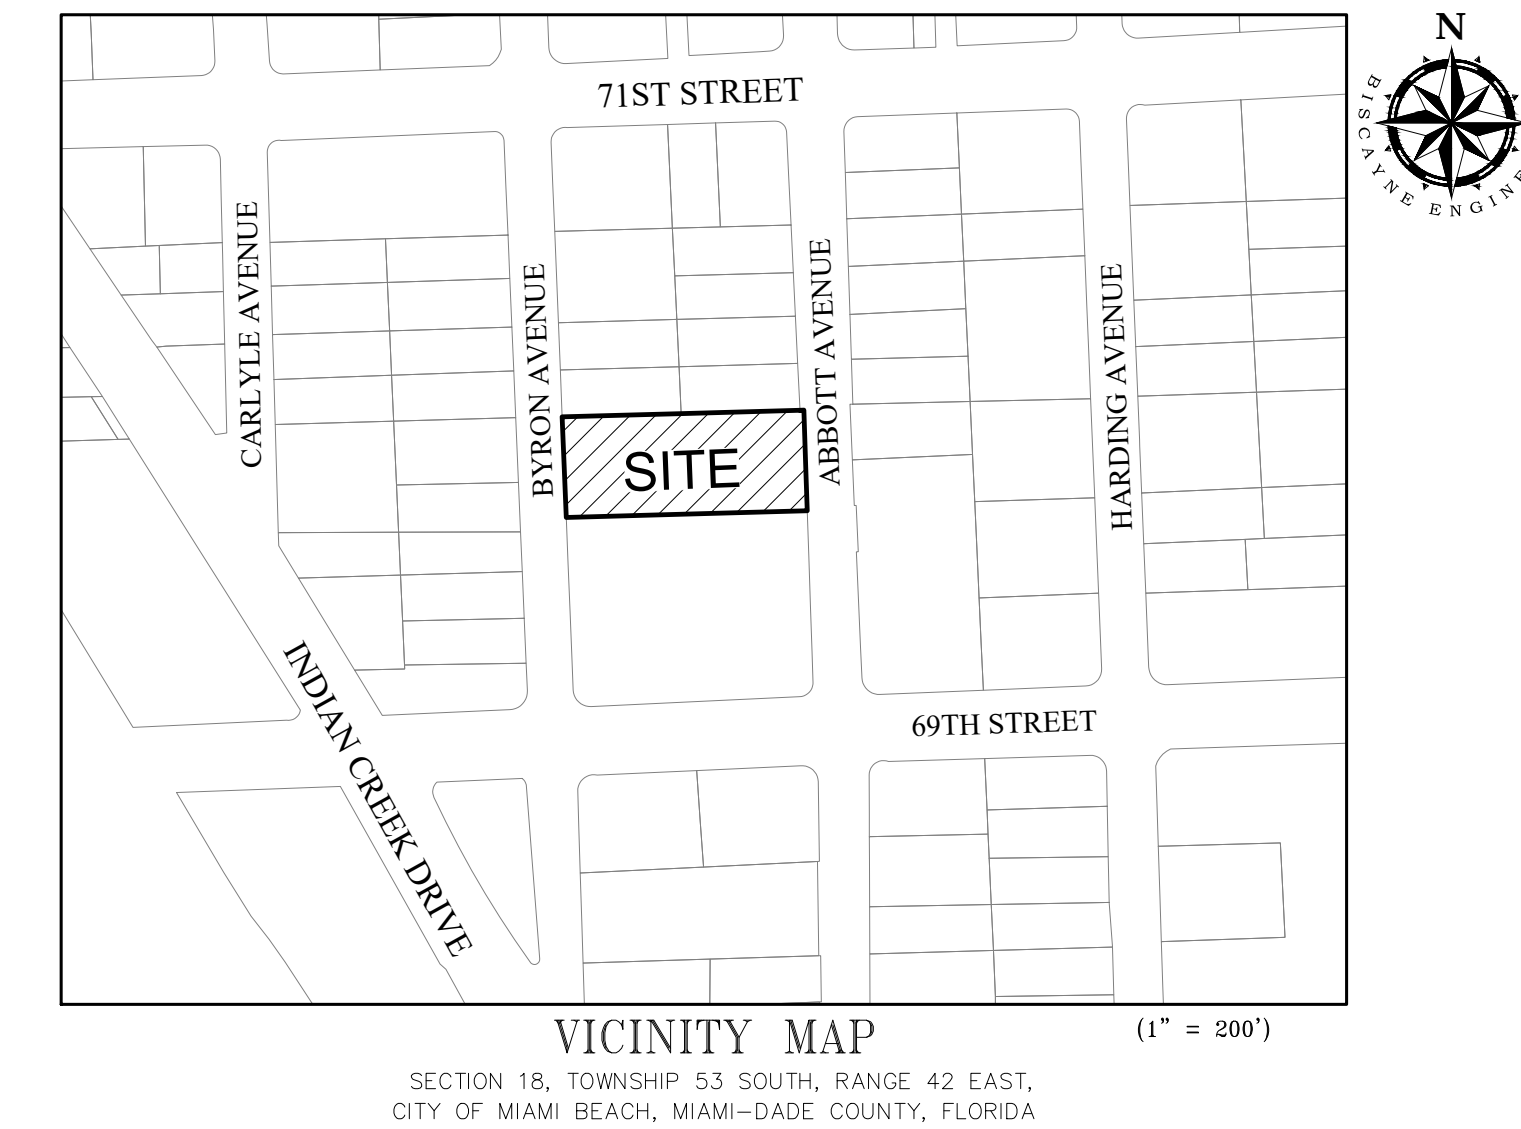 N
BISCAYNE ENGINE
71ST STREET
CARLYLE AVENUE
BYRON AVENUE
ABBOTT AVENUE
HARDING AVENUE
SITE
INDIAN CREEK DRIVE
69TH STREET
VICINITY MAP
(1" = 200')
SECTION 18, TOWNSHIP 53 SOUTH, RANGE 42 EAST,
CITY OF MIAMI BEACH, MIAMI-DADE COUNTY, FLORIDA